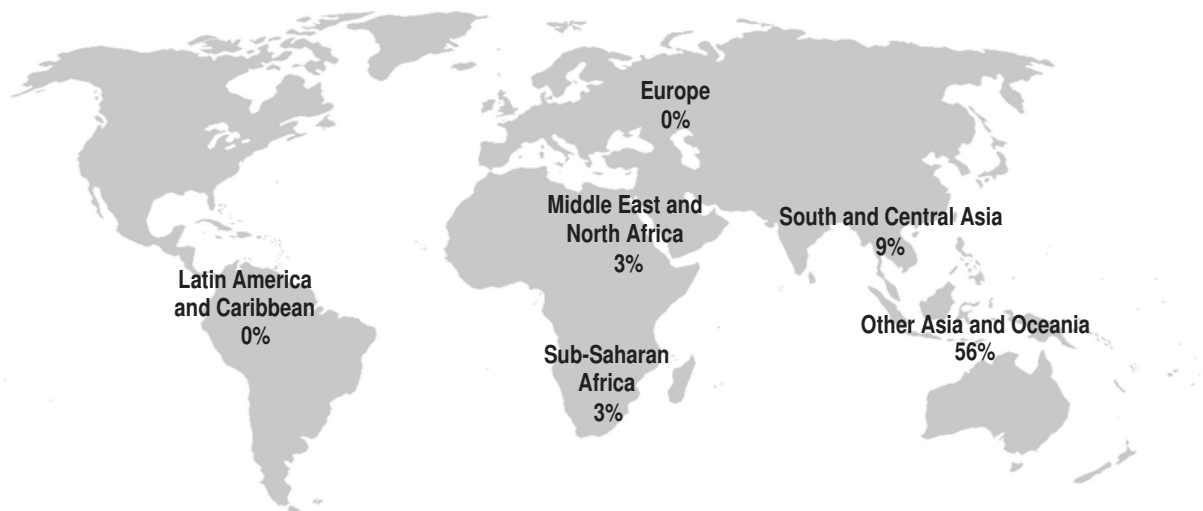 Europe
0%
Middle East and
North Africa
3%
South and Central Asia
9%
Latin America
and Caribbean
0%
Other Asia and Oceania
56%
Sub-Saharan
Africa
3%